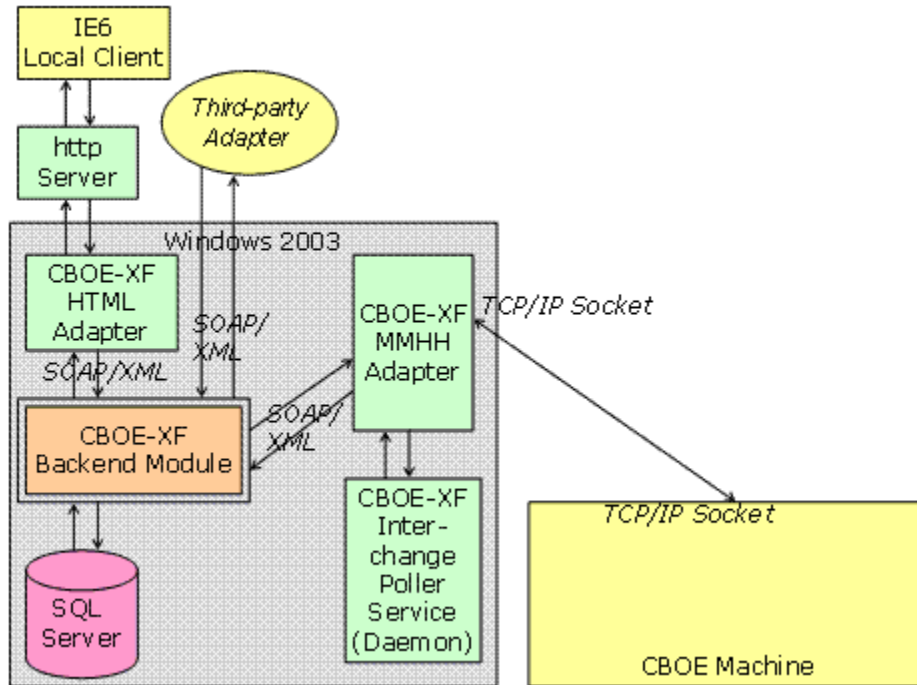 IE6
Local Client
Third-party
Adapter
http
Server
Windows 2003
CBOE-XF
HTML
Adapter
CBOE-XF
MMHH
Adapter
TCP/IP Socket
SOAP/
XML
SOAP/XML
SOAP/
XML
CBOE-XF
Backend Module
CBOE-XF
Inter-
change
Poller
Service
(Daemon)
TCP/IP Socket
SQL
Server
CBOE Machine